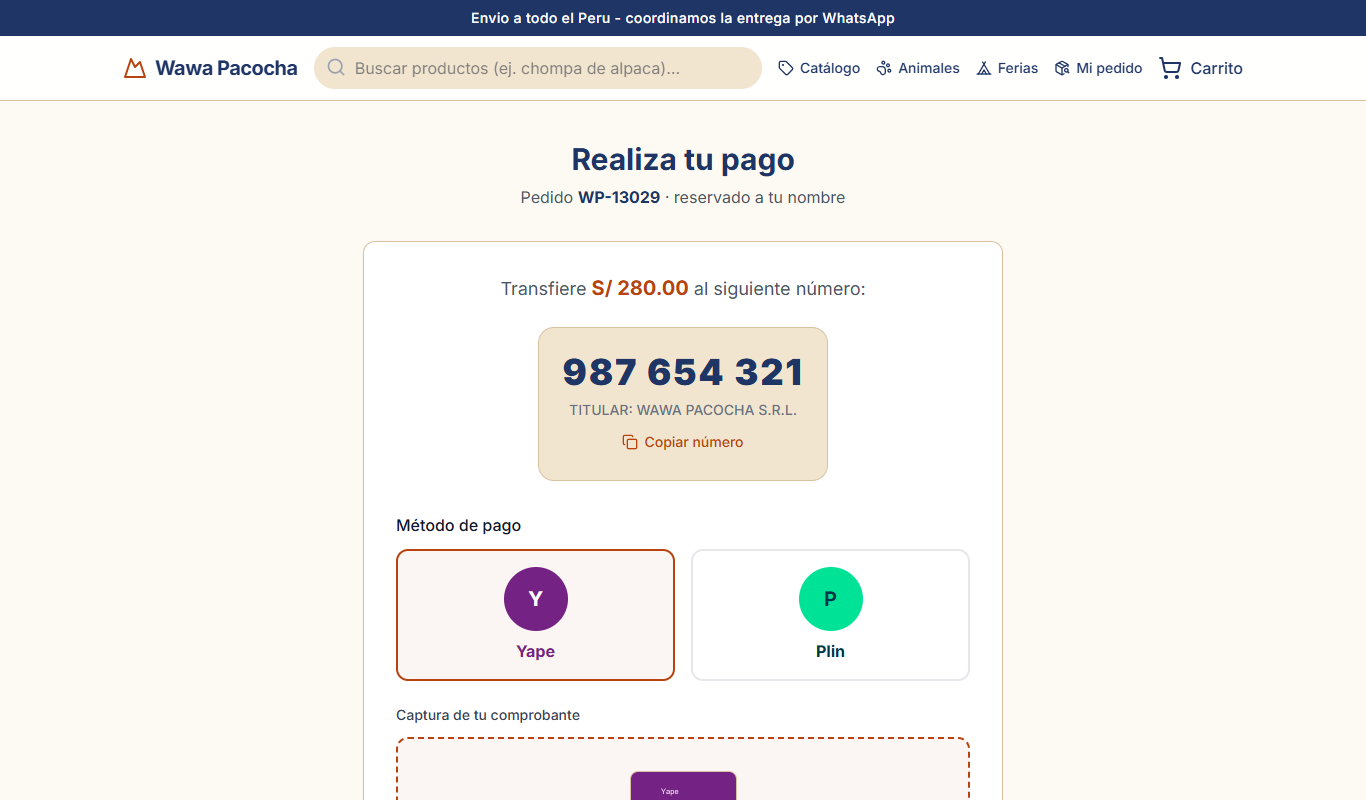 Envio a todo el Peru - coordinamos la entrega por WhatsApp
Wawa Pacocha
Buscar productos (ej. chompa de alpaca)...
Catálogo
Animales
Ferias
Mi pedido
Carrito
Realiza tu pago
Pedido WP-13029 · reservado a tu nombre
Transfiere S/ 280.00 al siguiente número:
987 654 321
TITULAR: WAWA PACOCHA S.R.L.
Copiar número
Método de pago
Y
Yape
P
Plin
Captura de tu comprobante
Yape